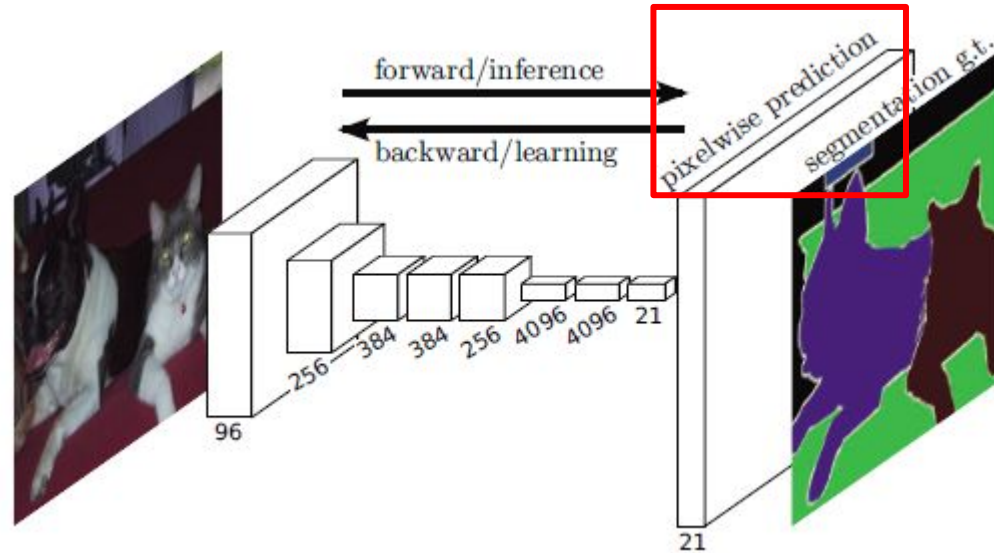 forward/inference
backward/learning
pixelwise prediction
segmentation g.t.
96
256
384
384
256
4096
4096
21
21